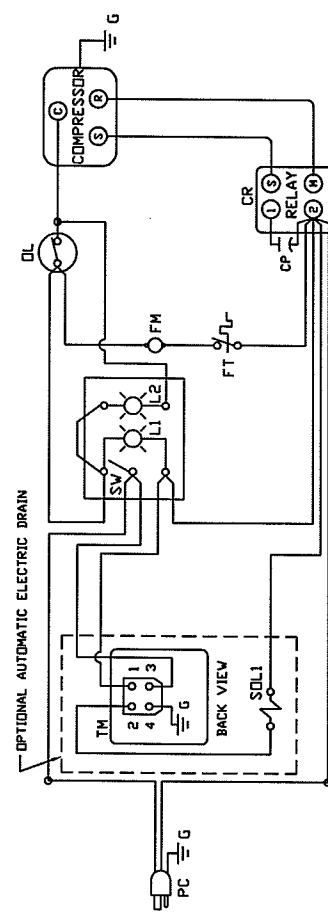 OPTIONAL AUTOMATIC ELECTRIC DRAIN
PC
G
TM
1
2
3
4
G
BACK VIEW
SOL1
SW
L1
L2
OL
FM
FT
C
COMPRESSOR
S
R
G
CR
1
S
RELAY
2
M
CP